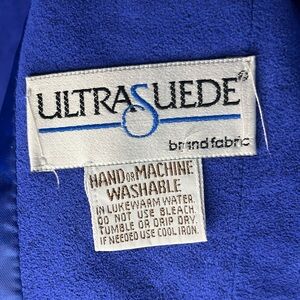 ULTRASUEDE®
brand fabric
HAND OR MACHINE
WASHABLE
IN LUKEWARM WATER.
DO NOT USE BLEACH.
TUMBLE OR DRIP DRY.
IF NEEDED USE COOL IRON.